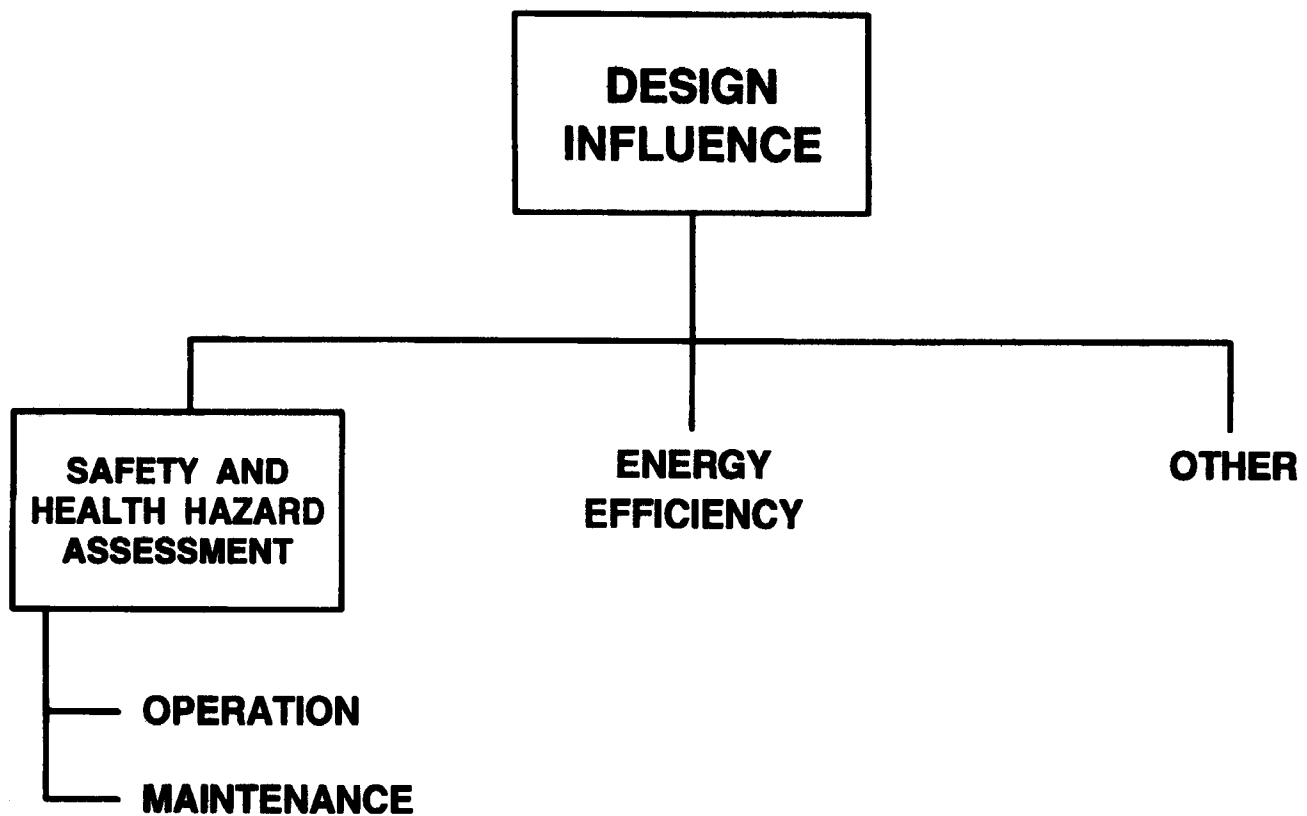 DESIGN
INFLUENCE
SAFETY AND
HEALTH HAZARD
ASSESSMENT
ENERGY
EFFICIENCY
OTHER
OPERATION
MAINTENANCE